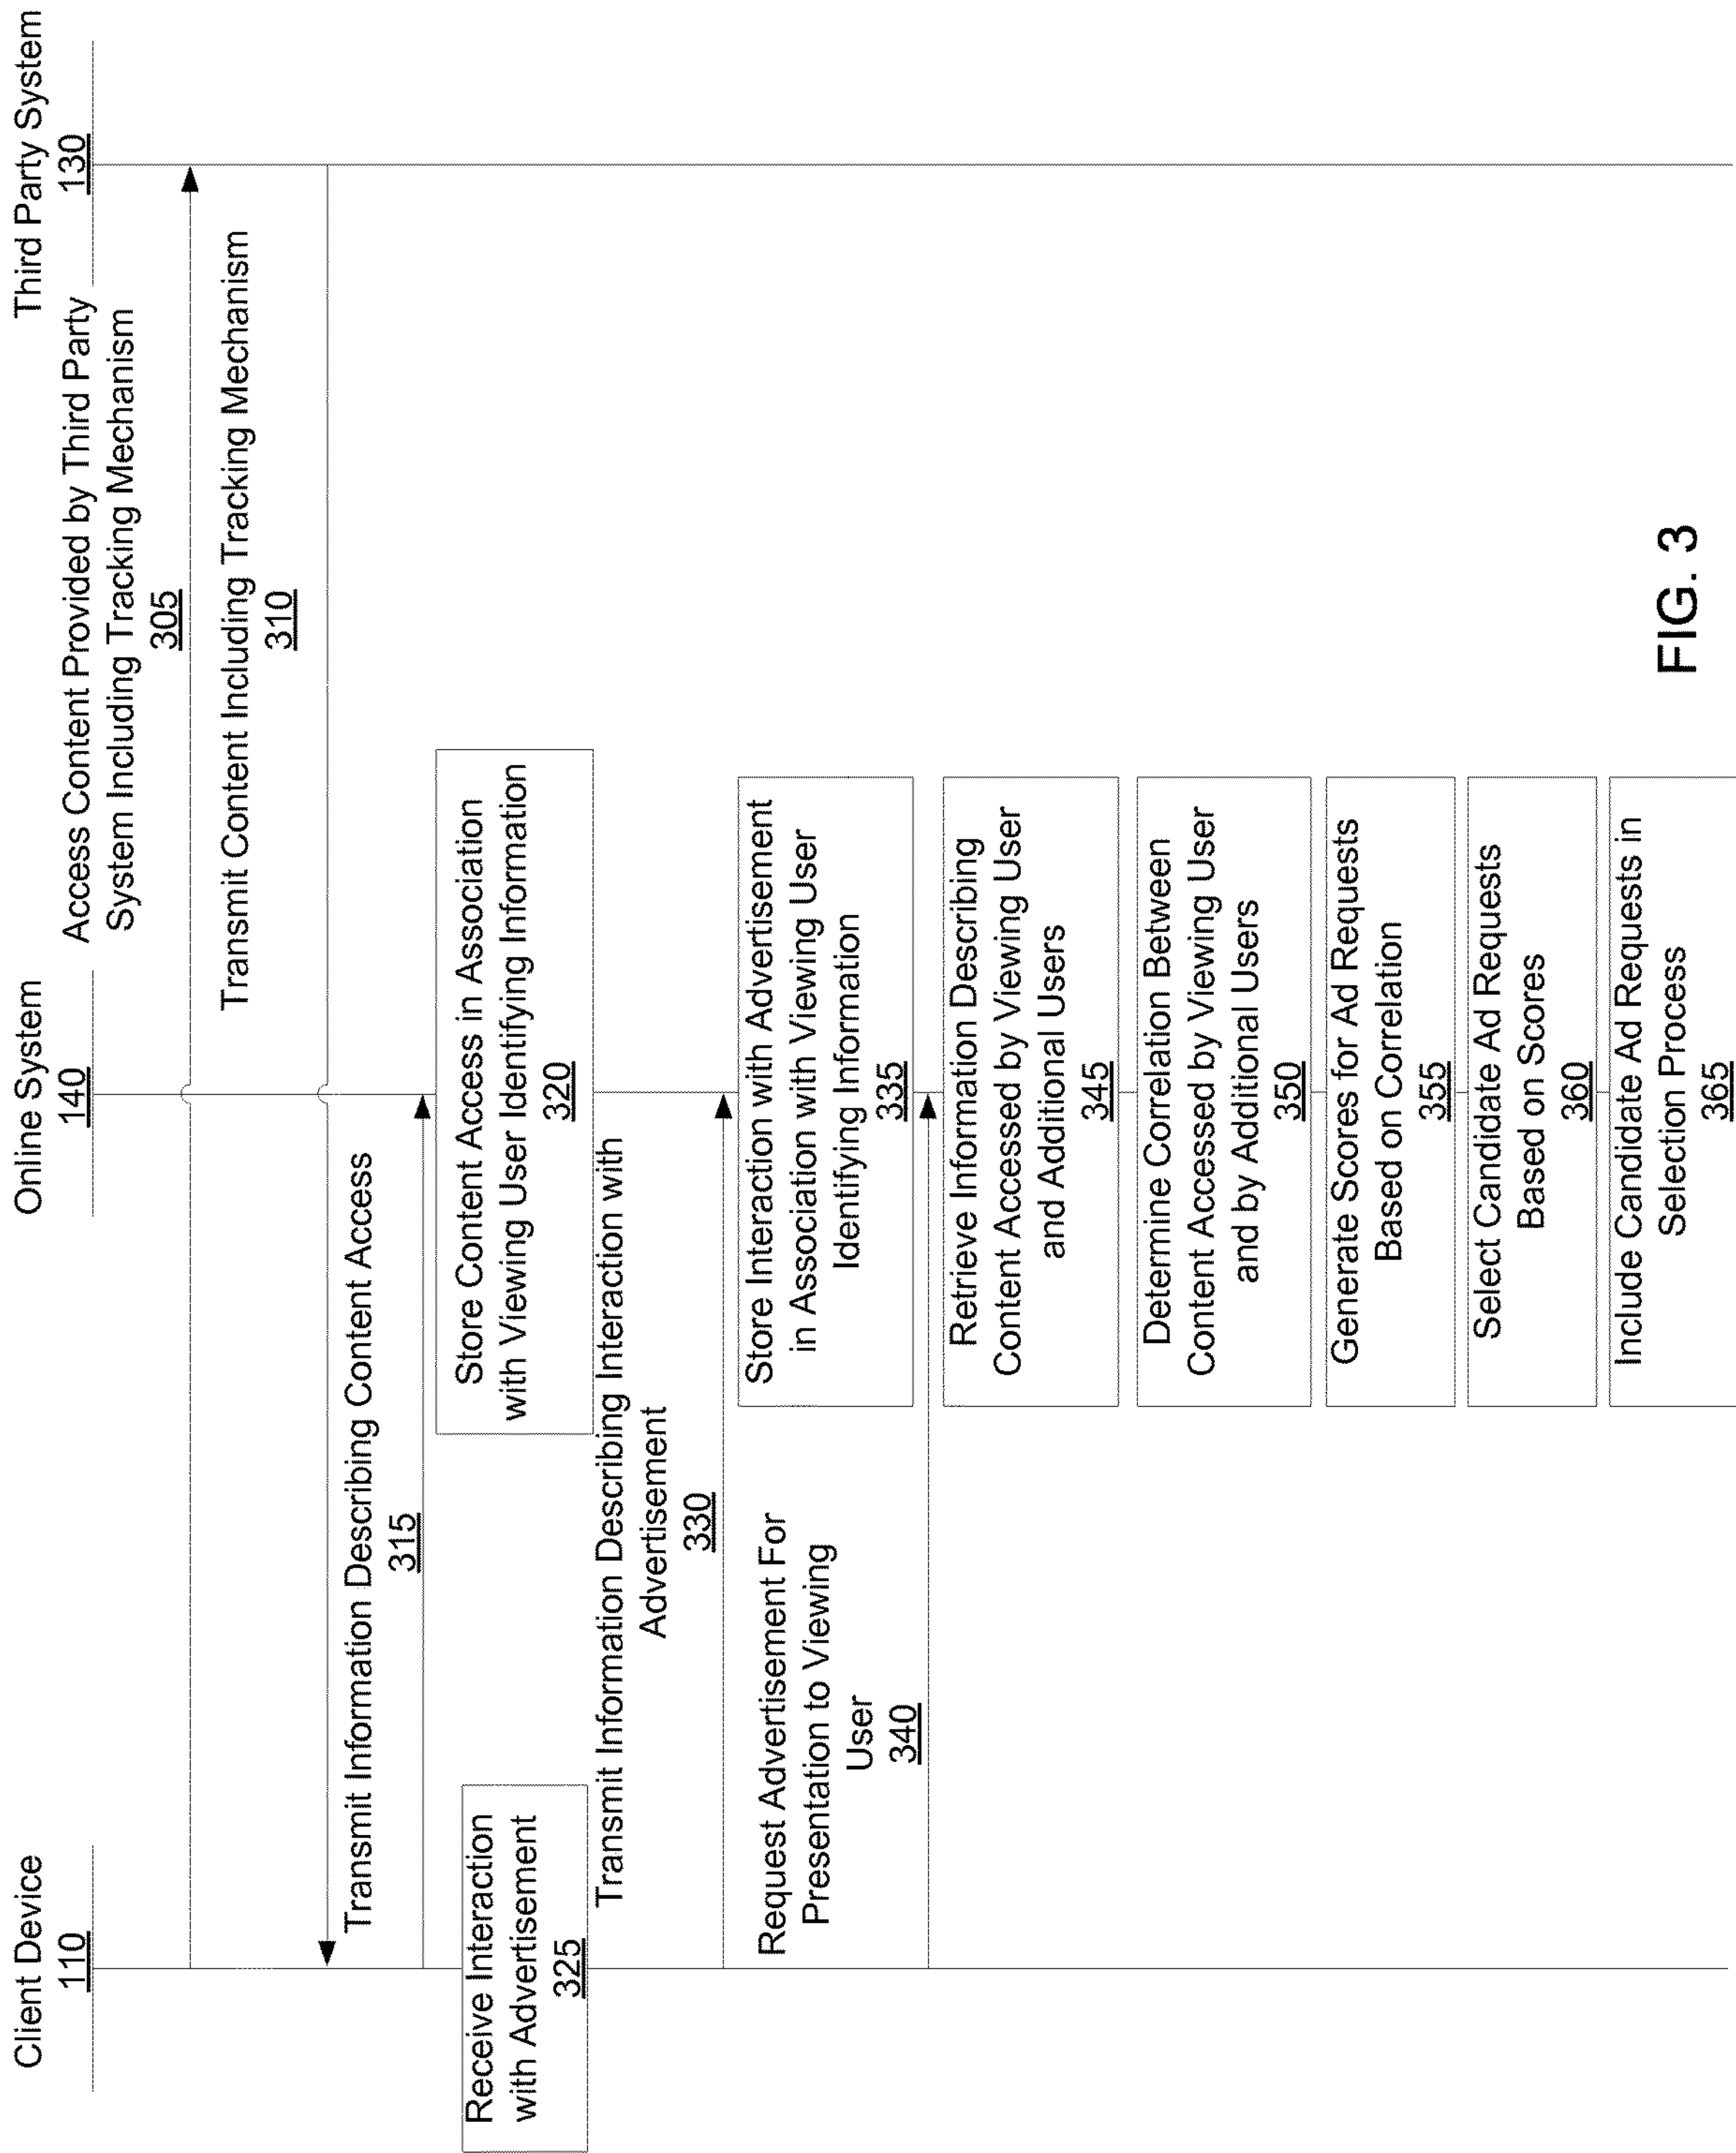 Client Device
110
Online System
140
Third Party System
130
Access Content Provided by Third Party
System Including Tracking Mechanism
305
Transmit Content Including Tracking Mechanism
310
Transmit Information Describing Content Access
315
Store Content Access in Association
with Viewing User Identifying Information
320
Receive Interaction
with Advertisement
325
Transmit Information Describing Interaction with
Advertisement
330
Store Interaction with Advertisement
in Association with Viewing User
Identifying Information
335
Request Advertisement For
Presentation to Viewing
User
340
Retrieve Information Describing
Content Accessed by Viewing User
and Additional Users
345
Determine Correlation Between
Content Accessed by Viewing User
and by Additional Users
350
Generate Scores for Ad Requests
Based on Correlation
355
Select Candidate Ad Requests
Based on Scores
360
Include Candidate Ad Requests in
Selection Process
365
FIG. 3